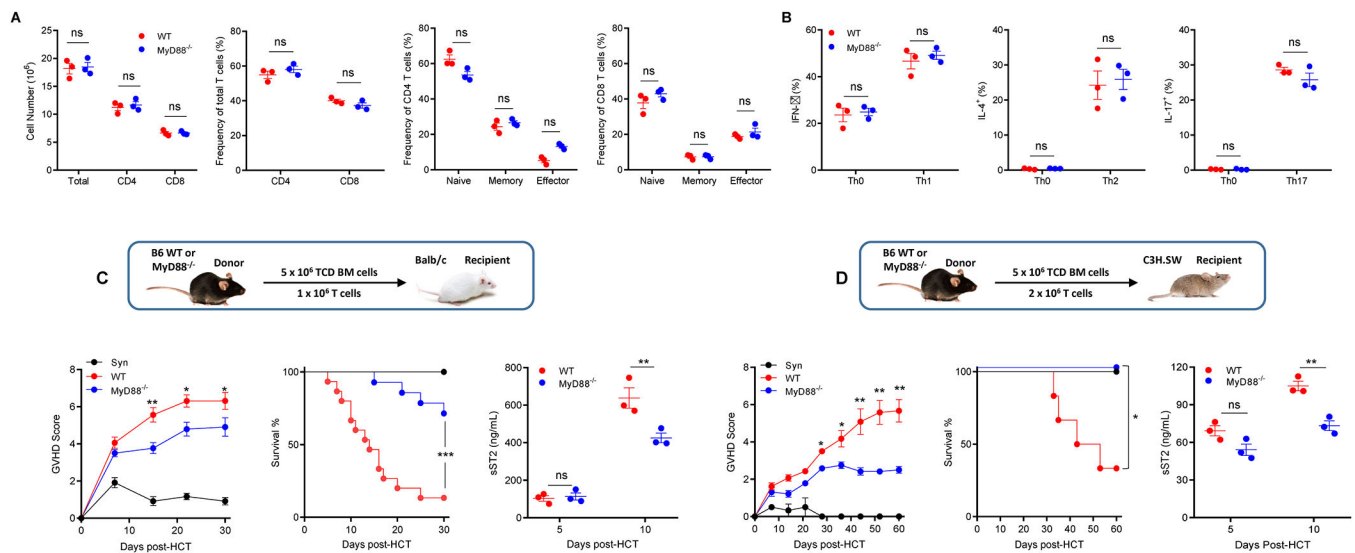 A
B
WT
MyD88-/-
Cell Number (10⁶)
25
20
15
10
5
0
ns
ns
ns
Total
CD4
CD8
Frequency of total T cells (%)
80
60
40
20
0
ns
ns
CD4
CD8
Frequency of CD4 T cells (%)
80
60
40
20
0
ns
ns
ns
Naive
Memory
Effector
Frequency of CD8 T cells (%)
80
60
40
20
0
ns
ns
ns
Naive
Memory
Effector
WT
MyD88-/-
IFN-☒ (%)
60
40
20
0
ns
ns
Th0
Th1
IL-4⁺ (%)
40
30
20
10
0
ns
ns
Th0
Th2
IL-17⁺ (%)
40
30
20
10
0
ns
ns
Th0
Th17
C
B6 WT or
MyD88-/-
Donor
5 x 10⁶ TCD BM cells
1 x 10⁶ T cells
Balb/c
Recipient
D
B6 WT or
MyD88-/-
Donor
5 x 10⁶ TCD BM cells
2 x 10⁶ T cells
C3H.SW
Recipient
Syn
WT
MyD88-/-
GVHD Score
8
6
4
2
0
**
*
*
0
10
20
30
Days post-HCT
Survival %
100
50
0
***
0
10
20
30
Days post-HCT
WT
MyD88-/-
sST2 (ng/mL)
800
600
400
200
0
ns
**
5
10
Days post-HCT
Syn
WT
MyD88-/-
GVHD Score
8
6
4
2
0
*
*
**
**
**
0
10
20
30
40
50
60
Days post-HCT
Survival %
100
50
0
*
0
10
20
30
40
50
60
Days post-HCT
WT
MyD88-/-
sST2 (ng/mL)
120
90
60
30
0
ns
**
5
10
Days Post-HCT